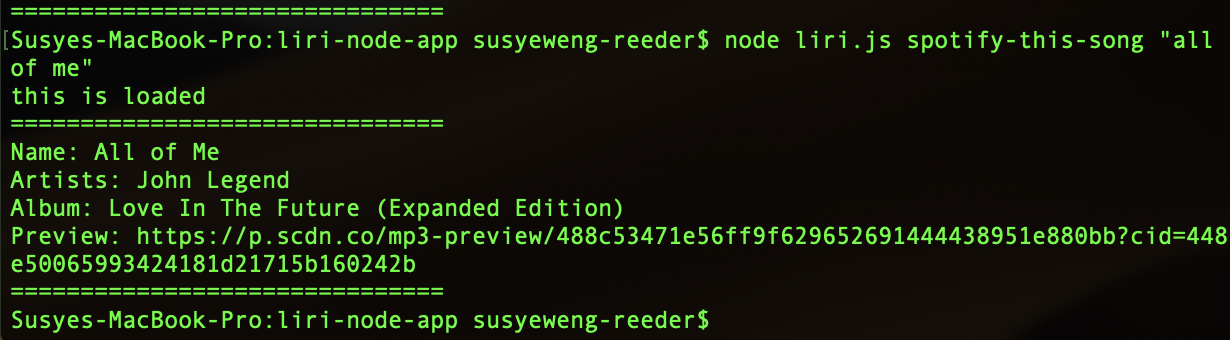 ===============================
[Susyes-MacBook-Pro:liri-node-app susyeweng-reeder$ node liri.js spotify-this-song "all
of me"
this is loaded
===============================
Name: All of Me
Artists: John Legend
Album: Love In The Future (Expanded Edition)
Preview: https://p.scdn.co/mp3-preview/488c53471e56ff9f629652691444438951e880bb?cid=448
e50065993424181d21715b160242b
===============================
Susyes-MacBook-Pro:liri-node-app susyeweng-reeder$